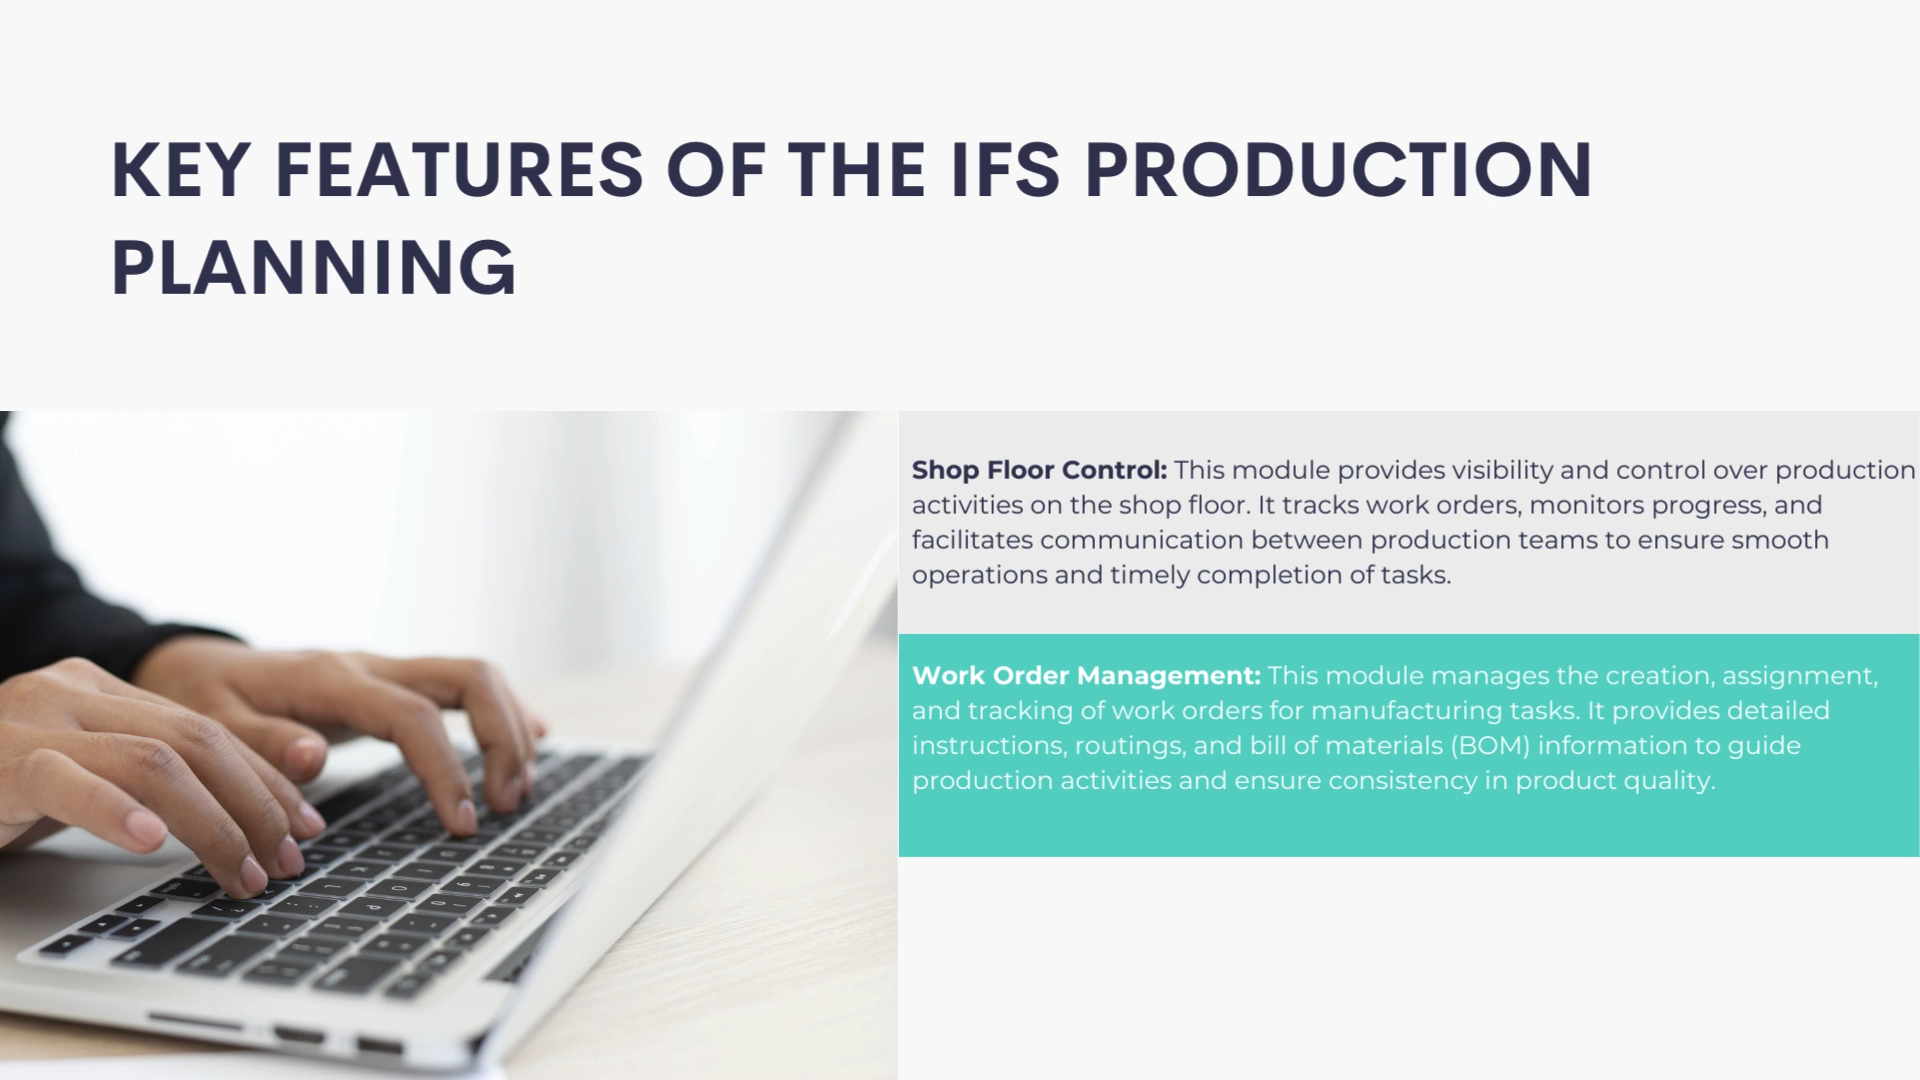 KEY FEATURES OF THE IFS PRODUCTION
PLANNING
Shop Floor Control: This module provides visibility and control over production
activities on the shop floor. It tracks work orders, monitors progress, and
facilitates communication between production teams to ensure smooth
operations and timely completion of tasks.
Work Order Management: This module manages the creation, assignment,
and tracking of work orders for manufacturing tasks. It provides detailed
instructions, routings, and bill of materials (BOM) information to guide
production activities and ensure consistency in product quality.